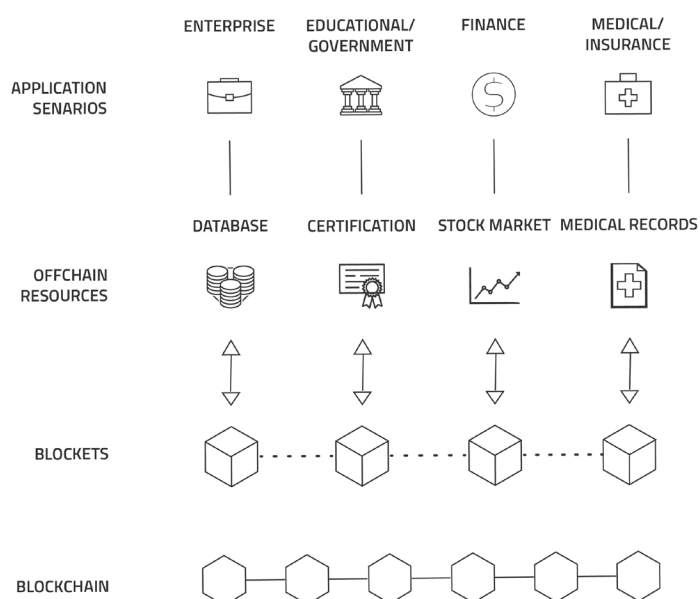 ENTERPRISE
EDUCATIONAL/
GOVERNMENT
FINANCE
MEDICAL/
INSURANCE
APPLICATION
SENARIOS
DATABASE
CERTIFICATION
STOCK MARKET
MEDICAL RECORDS
OFFCHAIN
RESOURCES
BLOCKETS
BLOCKCHAIN